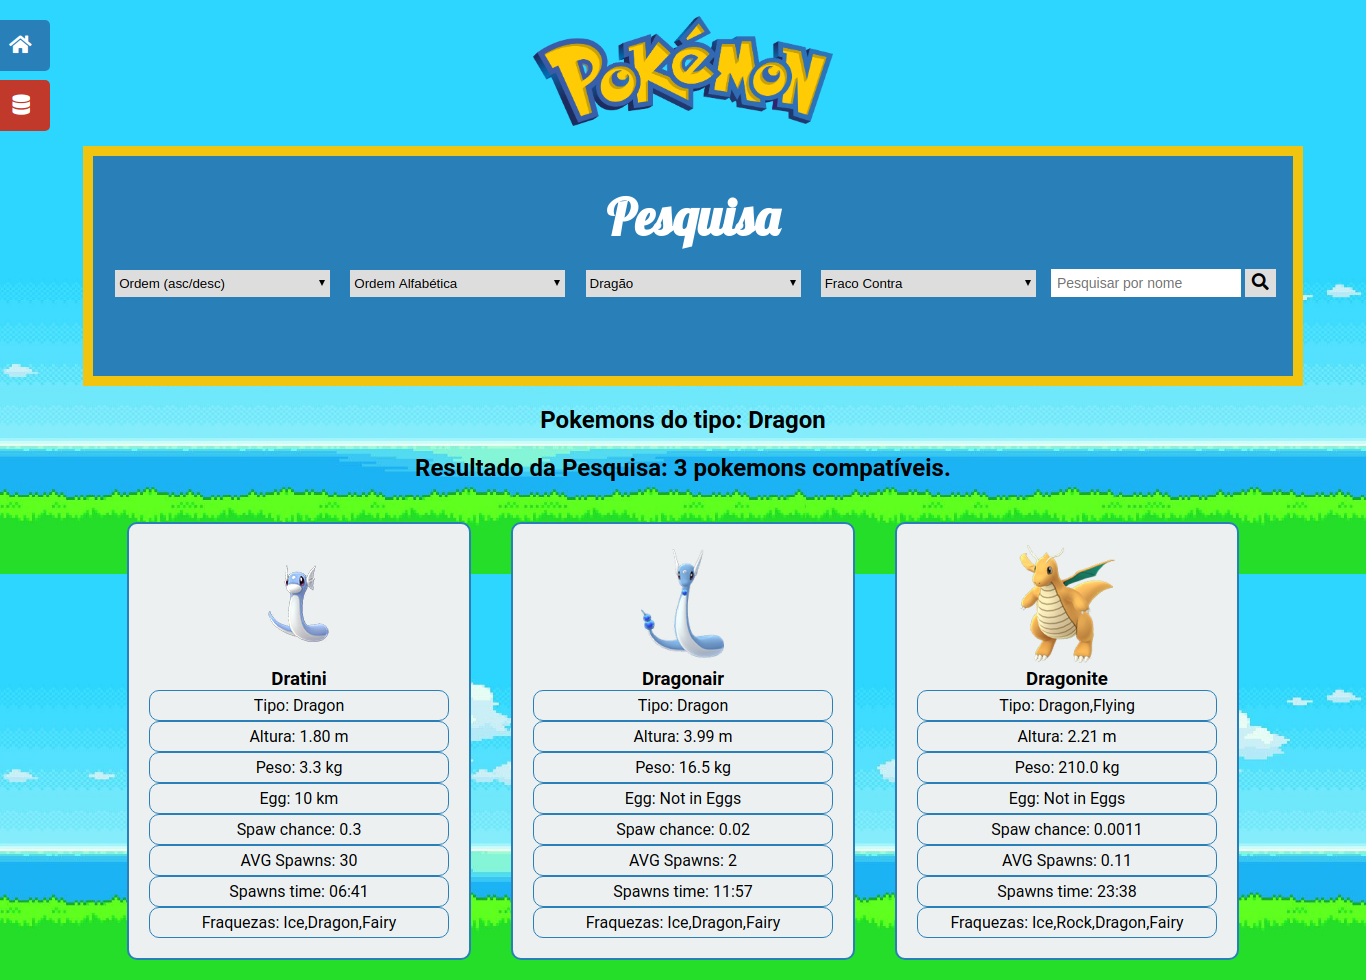 POKéMON
Pesquisa
Ordem (asc/desc)
Ordem Alfabética
Dragão
Fraco Contra
Pesquisar por nome
Pokemons do tipo: Dragon
Resultado da Pesquisa: 3 pokemons compatíveis.
Dratini
Tipo: Dragon
Altura: 1.80 m
Peso: 3.3 kg
Egg: 10 km
Spaw chance: 0.3
AVG Spawns: 30
Spawns time: 06:41
Fraquezas: Ice,Dragon,Fairy
Dragonair
Tipo: Dragon
Altura: 3.99 m
Peso: 16.5 kg
Egg: Not in Eggs
Spaw chance: 0.02
AVG Spawns: 2
Spawns time: 11:57
Fraquezas: Ice,Dragon,Fairy
Dragonite
Tipo: Dragon,Flying
Altura: 2.21 m
Peso: 210.0 kg
Egg: Not in Eggs
Spaw chance: 0.0011
AVG Spawns: 0.11
Spawns time: 23:38
Fraquezas: Ice,Rock,Dragon,Fairy